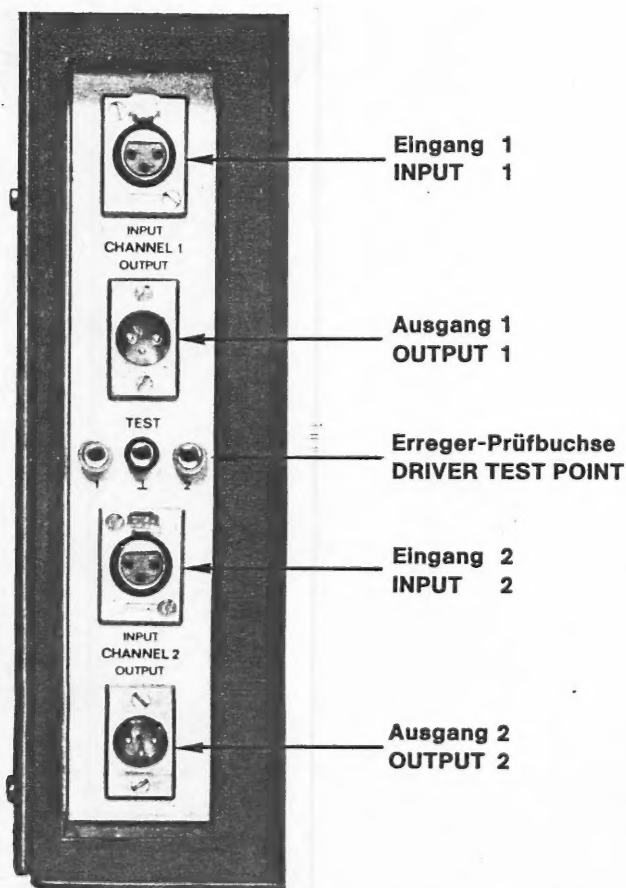 Eingang 1
INPUT 1
INPUT
CHANNEL 1
OUTPUT
Ausgang 1
OUTPUT 1
TEST
1
2
Erreger-Prüfbuchse
DRIVER TEST POINT
Eingang 2
INPUT 2
INPUT
CHANNEL 2
OUTPUT
Ausgang 2
OUTPUT 2